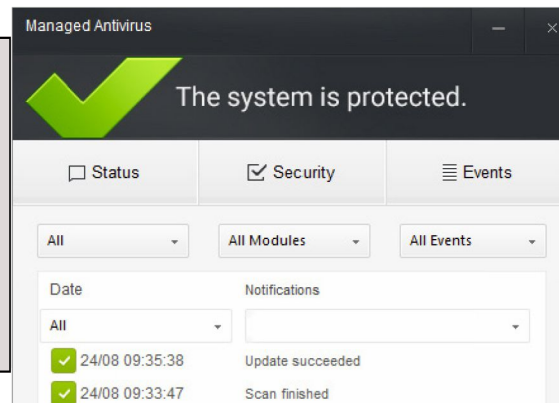 Managed Antivirus
The system is protected.
Status Security Events
All All Modules All Events
Date Notifications
All
24/08 09:35:38 Update succeeded
24/08 09:33:47 Scan finished